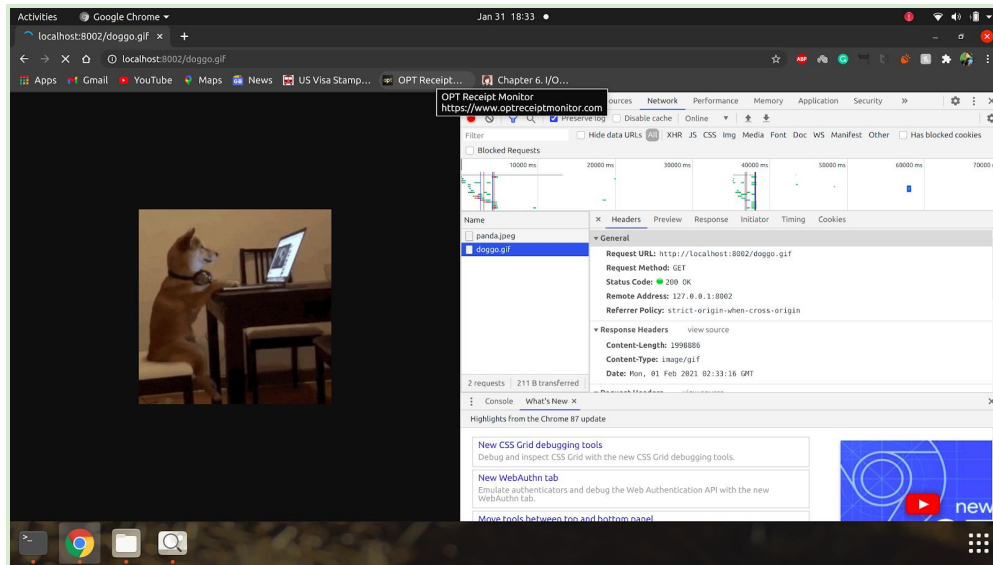 Activities Google Chrome Jan 31 18:33
localhost:8002/doggo.gif × +
localhost:8002/doggo.gif
Apps Gmail YouTube Maps News US Visa Stamp... OPT Receipt... Chapter 6. I/O...
OPT Receipt Monitor
https://www.optreceiptmonitor.com
Network Performance Memory Application Security »
Preserve log Disable cache Online
Filter Hide data URLs All XHR JS CSS Img Media Font Doc WS Manifest Other Has blocked cookies
Blocked Requests
10000 ms 20000 ms 30000 ms 40000 ms 50000 ms 60000 ms 70000
Name × Headers Preview Response Initiator Timing Cookies
panda.jpeg
doggo.gif
General
Request URL: http://localhost:8002/doggo.gif
Request Method: GET
Status Code: 200 OK
Remote Address: 127.0.0.1:8002
Referrer Policy: strict-origin-when-cross-origin
Response Headers view source
Content-Length: 1998886
Content-Type: image/gif
Date: Mon, 01 Feb 2021 02:33:16 GMT
2 requests 211 B transferred
Console What's New ×
Highlights from the Chrome 87 update
New CSS Grid debugging tools
Debug and inspect CSS Grid with the new CSS Grid debugging tools.
New WebAuthn tab
Emulate authenticators and debug the Web Authentication API with the new
WebAuthn tab.
Move tools between top and bottom panel
new